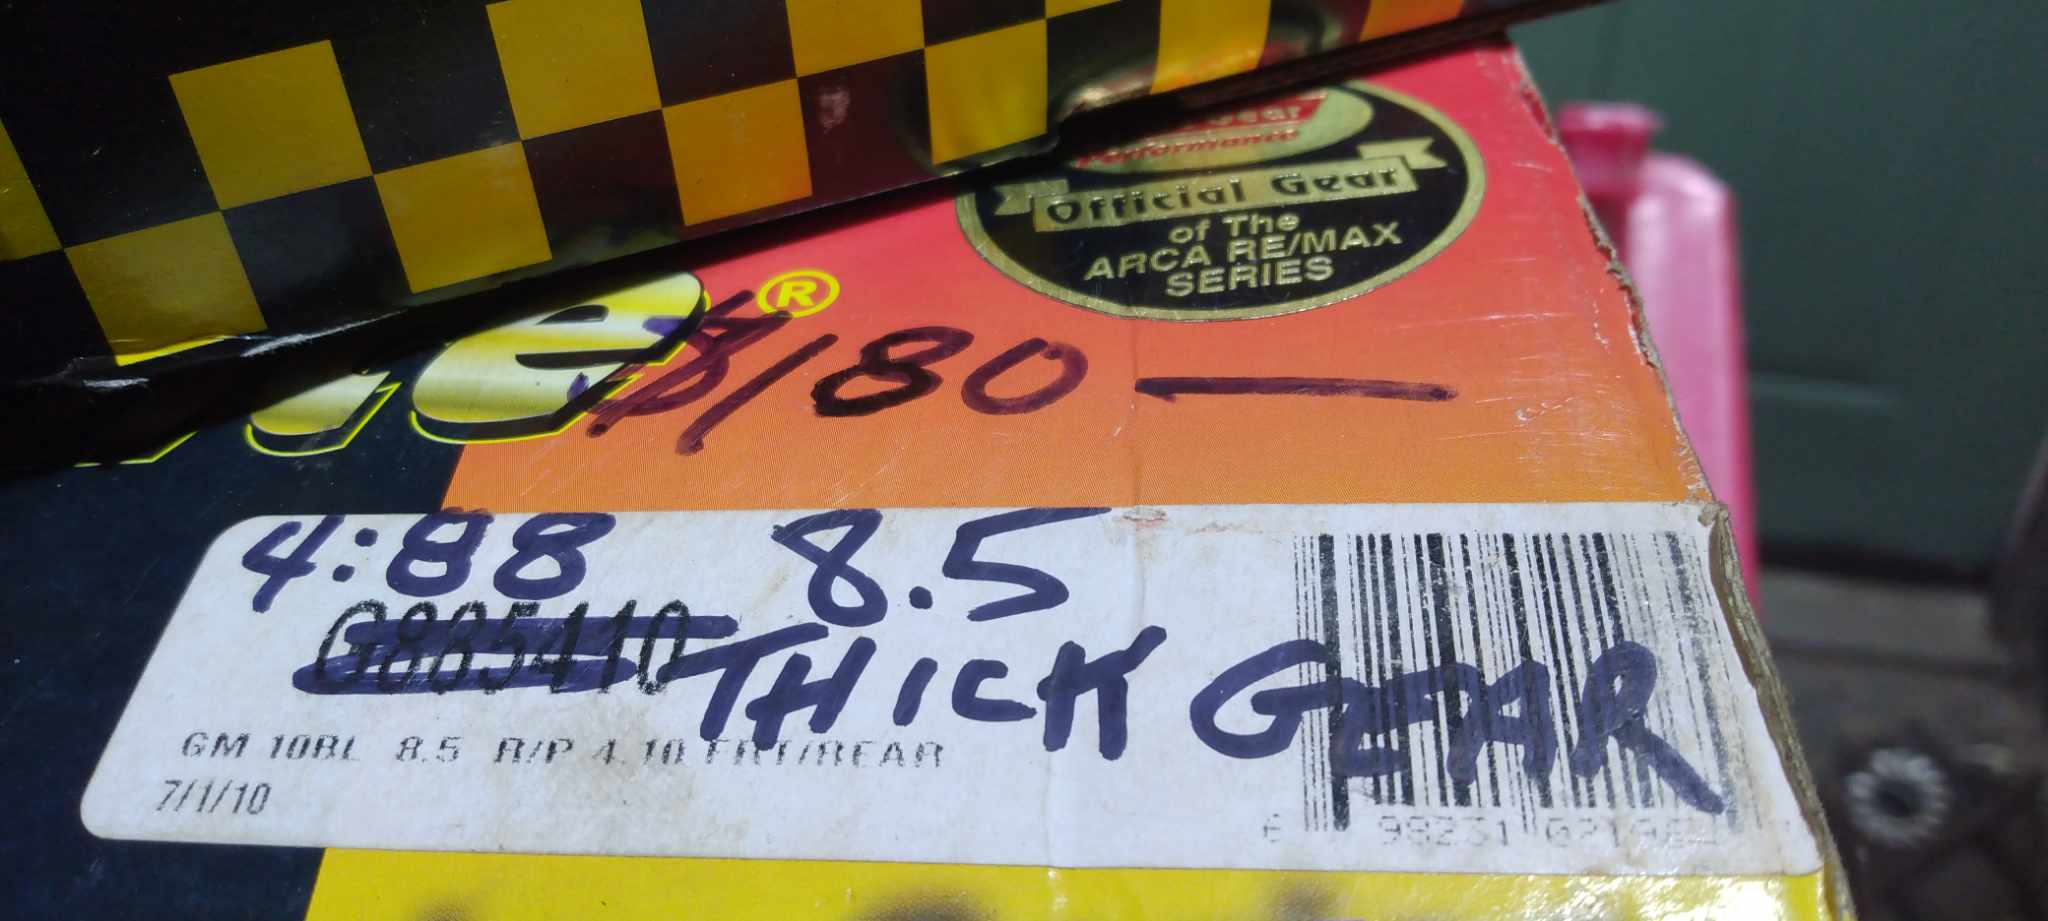 Gear
Performance
Official Gear
of The
ARCA RE/MAX
SERIES
®
$180 —
4:88 8.5
G885410
THICK GEAR
GM 10BL 8.5 R/P 4.10 FRT/REAR
7/1/10